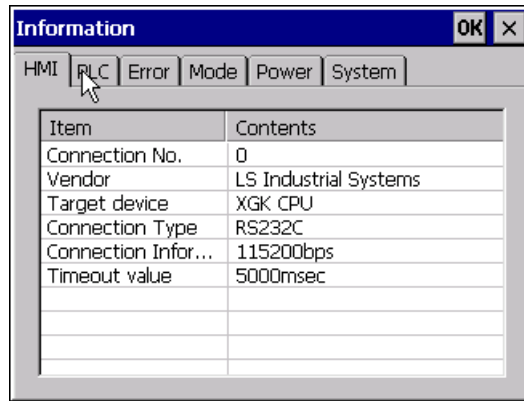 Information OK ×
HMI PLC Error Mode Power System
Item Contents
Connection No. 0
Vendor LS Industrial Systems
Target device XGK CPU
Connection Type RS232C
Connection Infor... 115200bps
Timeout value 5000msec